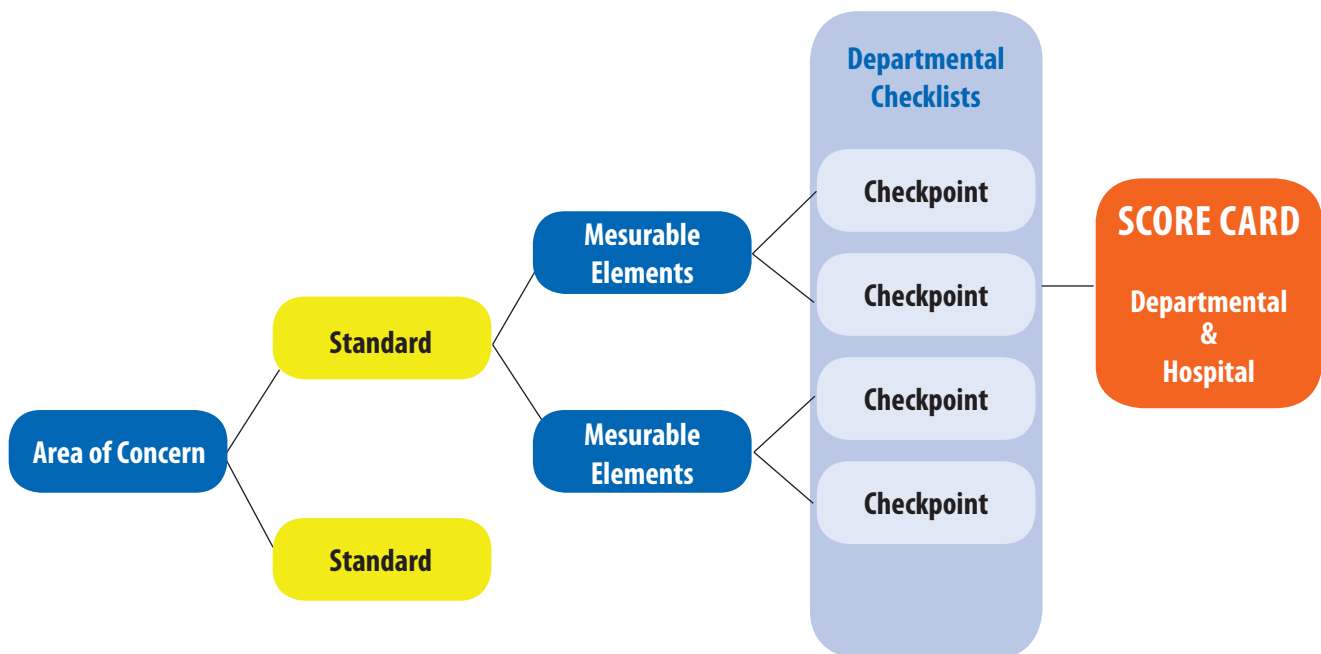 Area of Concern
Standard
Standard
Mesurable
Elements
Mesurable
Elements
Departmental
Checklists
Checkpoint
Checkpoint
Checkpoint
Checkpoint
SCORE CARD
Departmental
&
Hospital